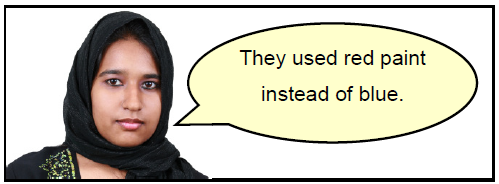 They used red paint
instead of blue.